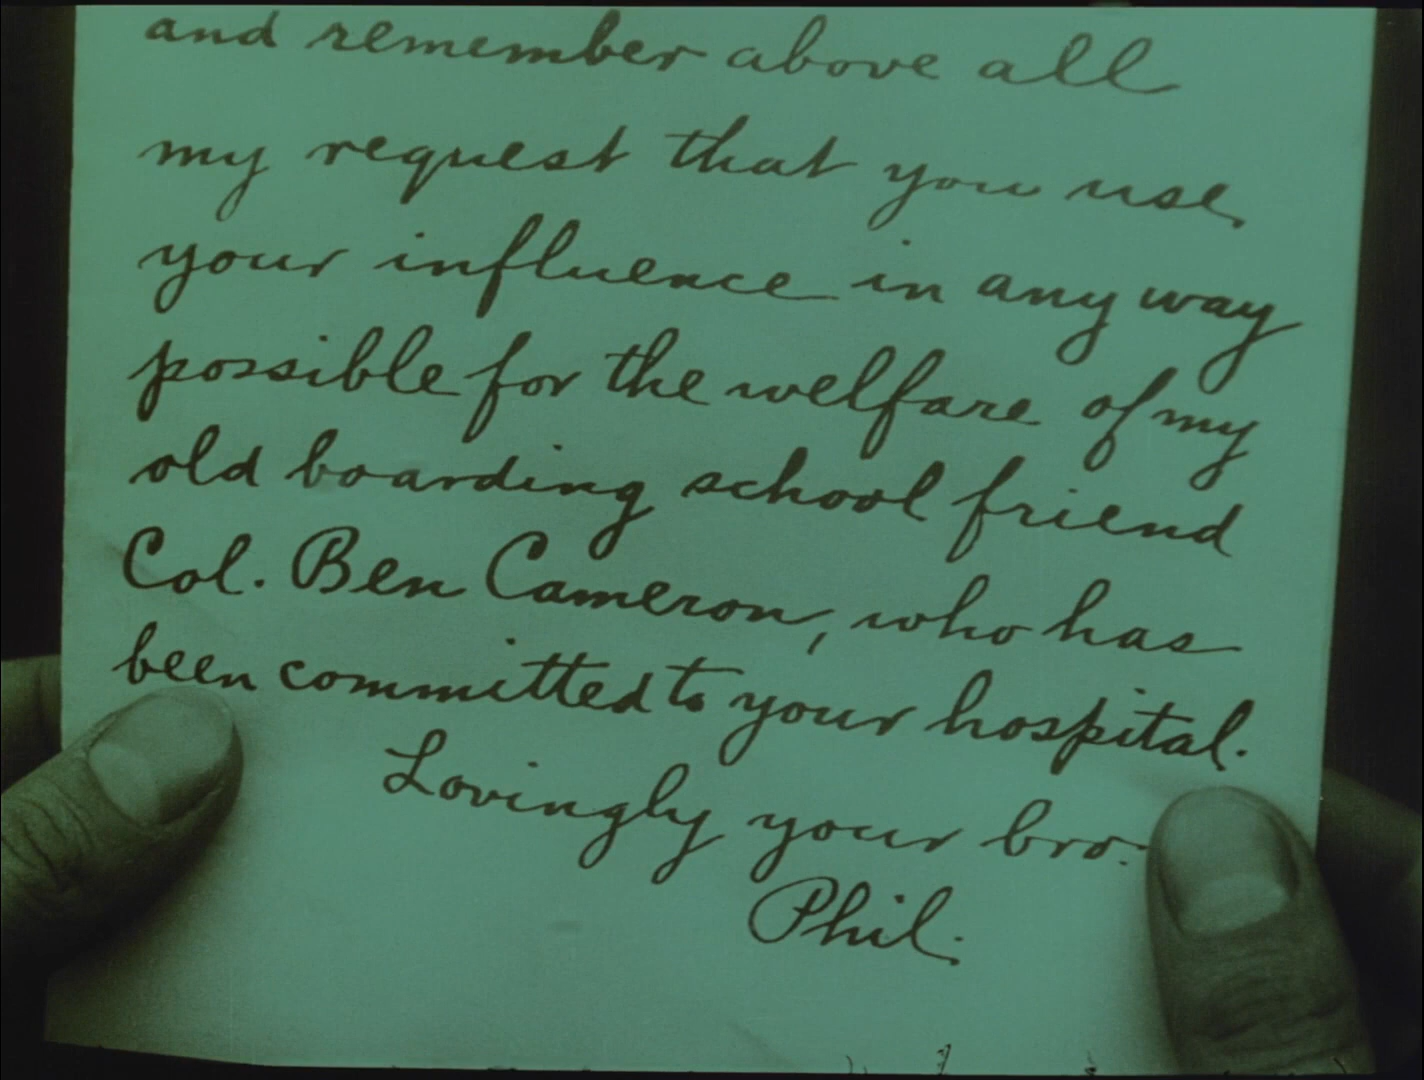 and remember above all
my request that you use
your influence in any way
possible for the welfare of my
old boarding school friend
Col. Ben Cameron, who has
been committed to your hospital.
Lovingly your bro.
Phil.